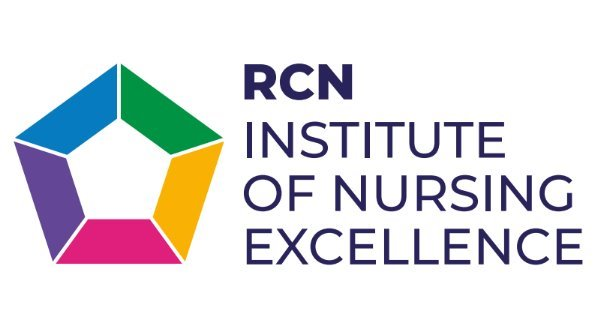 RCN
INSTITUTE
OF NURSING
EXCELLENCE